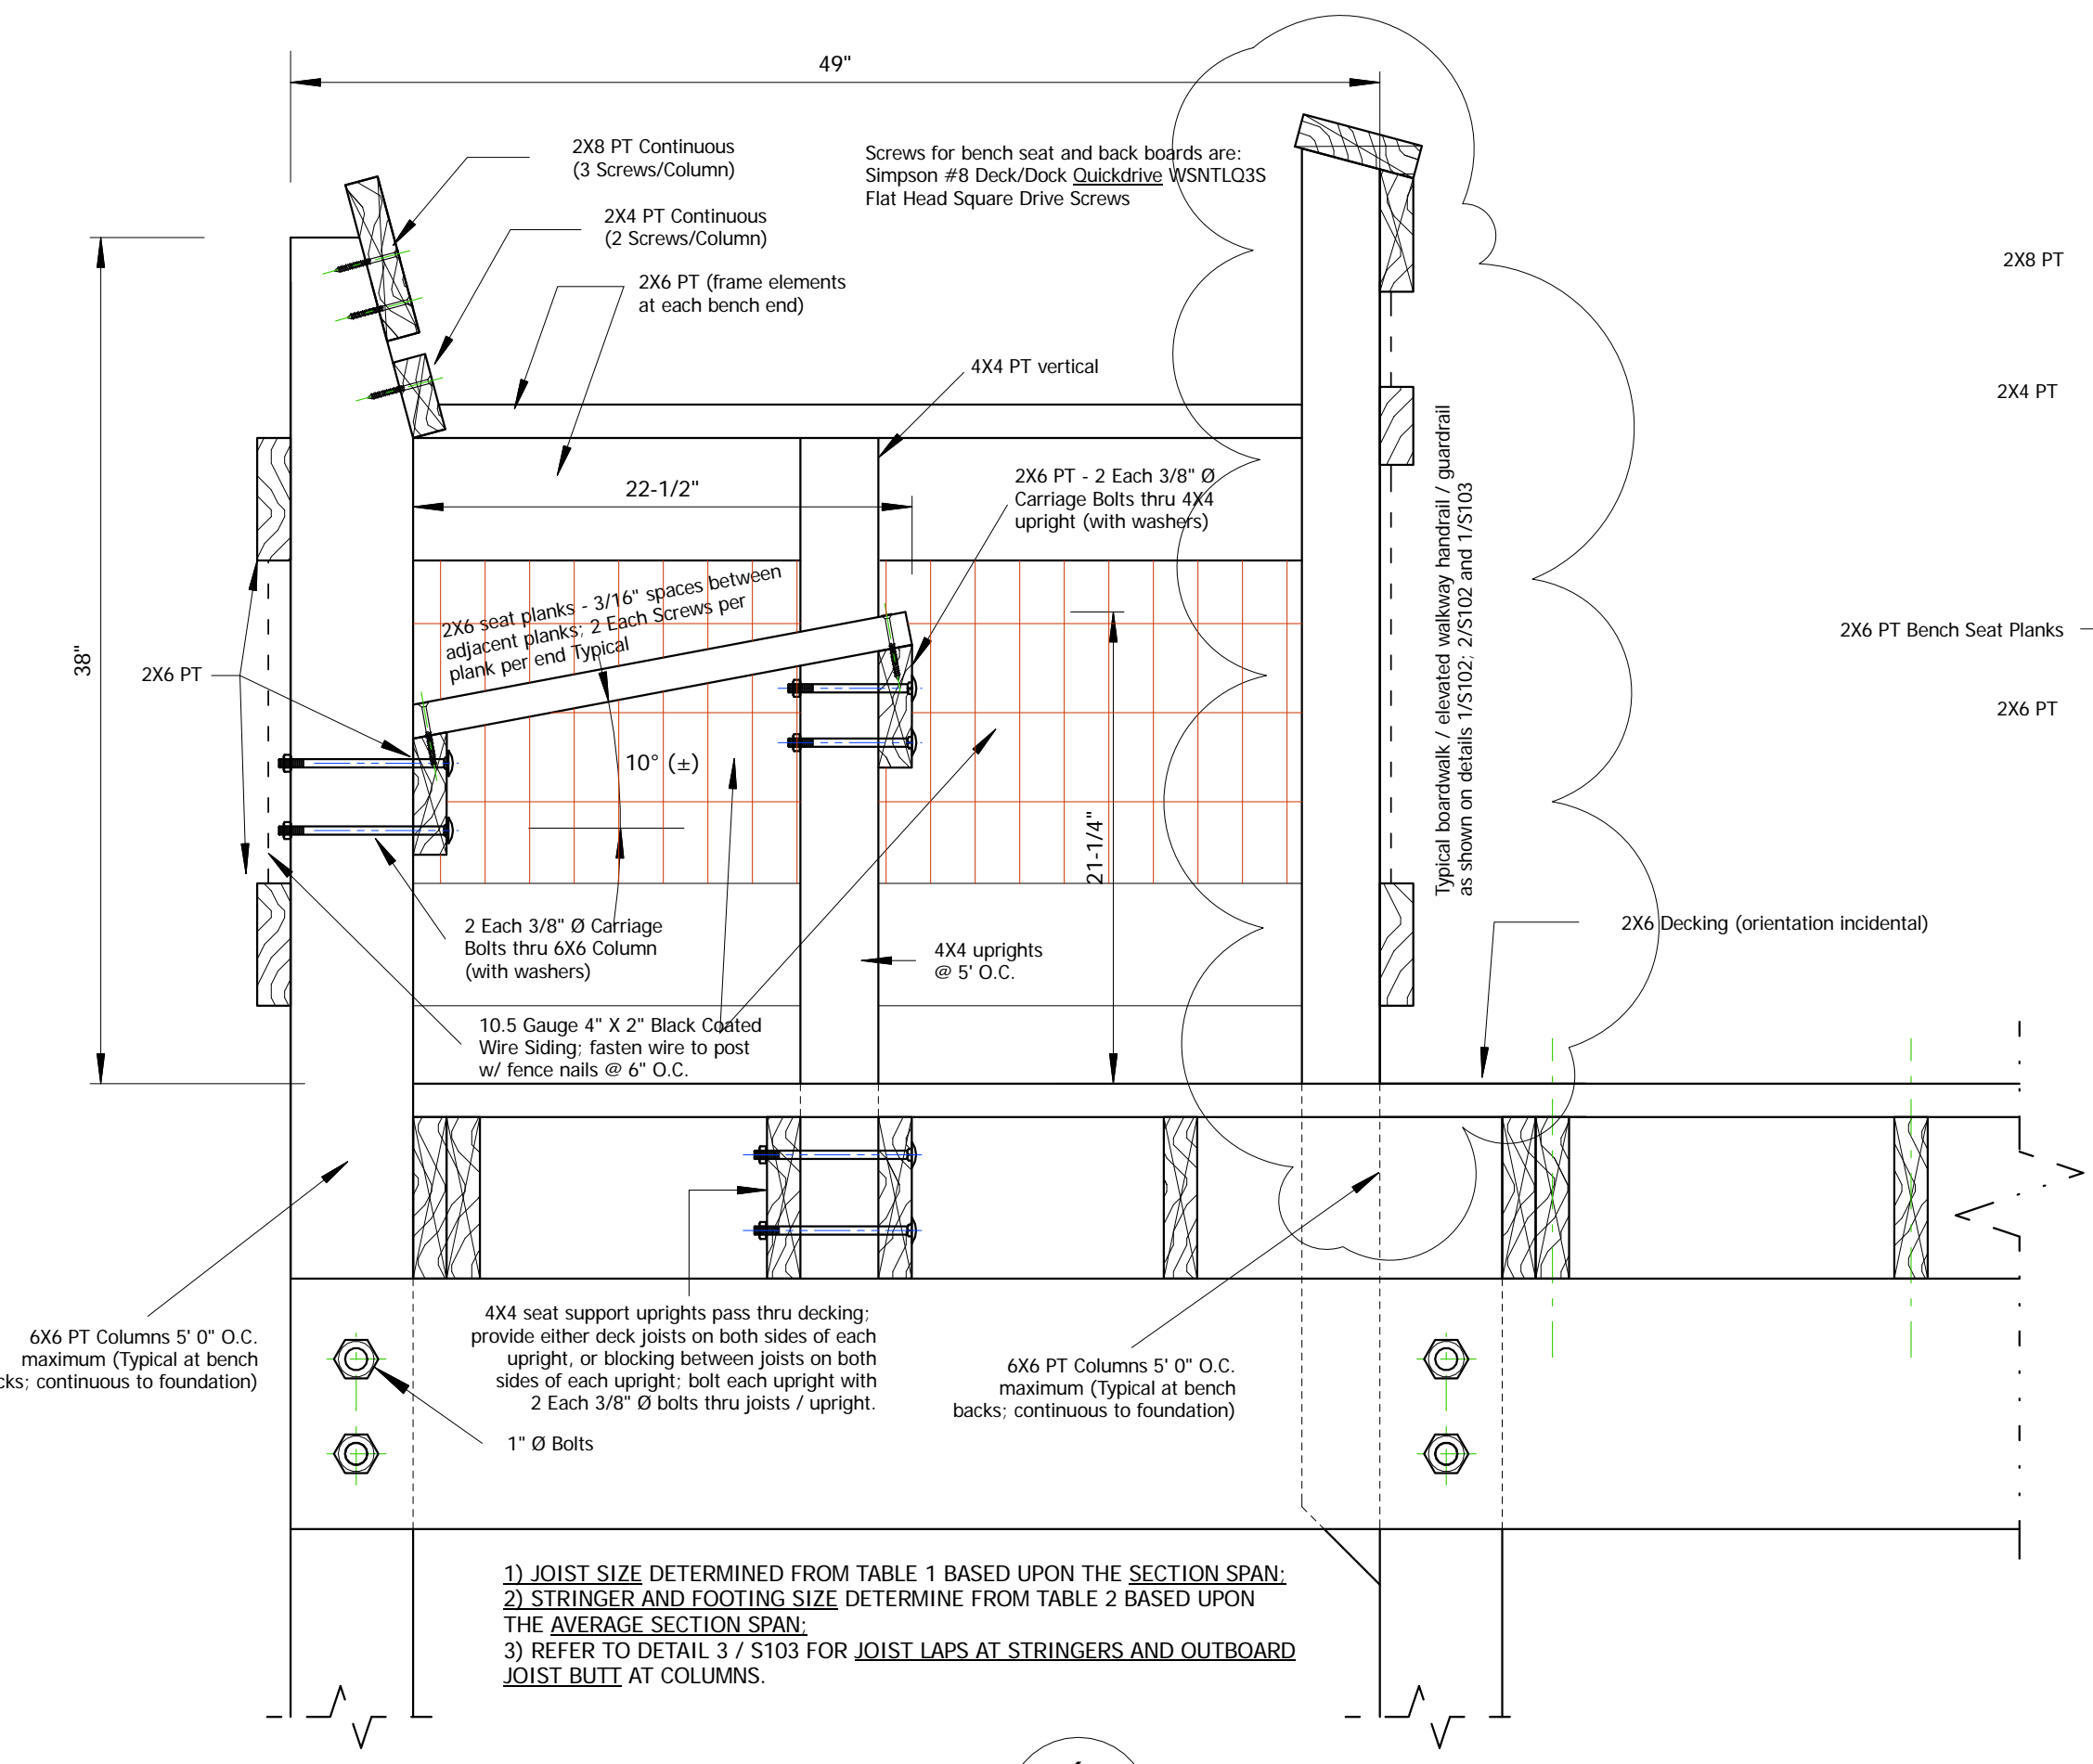 49"
2X8 PT Continuous
(3 Screws/Column)
Screws for bench seat and back boards are:
Simpson #8 Deck/Dock Quickdrive WSNTLQ3S
Flat Head Square Drive Screws
2X4 PT Continuous
(2 Screws/Column)
2X6 PT (frame elements
at each bench end)
2X8 PT
4X4 PT vertical
2X4 PT
Typical boardwalk / elevated walkway handrail / guardrail
as shown on details 1/S102; 2/S102 and 1/S103
22-1/2"
2X6 PT - 2 Each 3/8" Ø
Carriage Bolts thru 4X4
upright (with washers)
2X6 seat planks - 3/16" spaces between
adjacent planks; 2 Each Screws per
plank per end Typical
38"
2X6 PT
2X6 PT Bench Seat Planks
2X6 PT
10° (±)
21-1/4"
2 Each 3/8" Ø Carriage
Bolts thru 6X6 Column
(with washers)
4X4 uprights
@ 5' O.C.
2X6 Decking (orientation incidental)
10.5 Gauge 4" X 2" Black Coated
Wire Siding; fasten wire to post
w/ fence nails @ 6" O.C.
6X6 PT Columns 5' 0" O.C.
maximum (Typical at bench
cks; continuous to foundation)
4X4 seat support uprights pass thru decking;
provide either deck joists on both sides of each
upright, or blocking between joists on both
sides of each upright; bolt each upright with
2 Each 3/8" Ø bolts thru joists / upright.
6X6 PT Columns 5' 0" O.C.
maximum (Typical at bench
backs; continuous to foundation)
1" Ø Bolts
1) JOIST SIZE DETERMINED FROM TABLE 1 BASED UPON THE SECTION SPAN;
2) STRINGER AND FOOTING SIZE DETERMINE FROM TABLE 2 BASED UPON
THE AVERAGE SECTION SPAN;
3) REFER TO DETAIL 3 / S103 FOR JOIST LAPS AT STRINGERS AND OUTBOARD
JOIST BUTT AT COLUMNS.